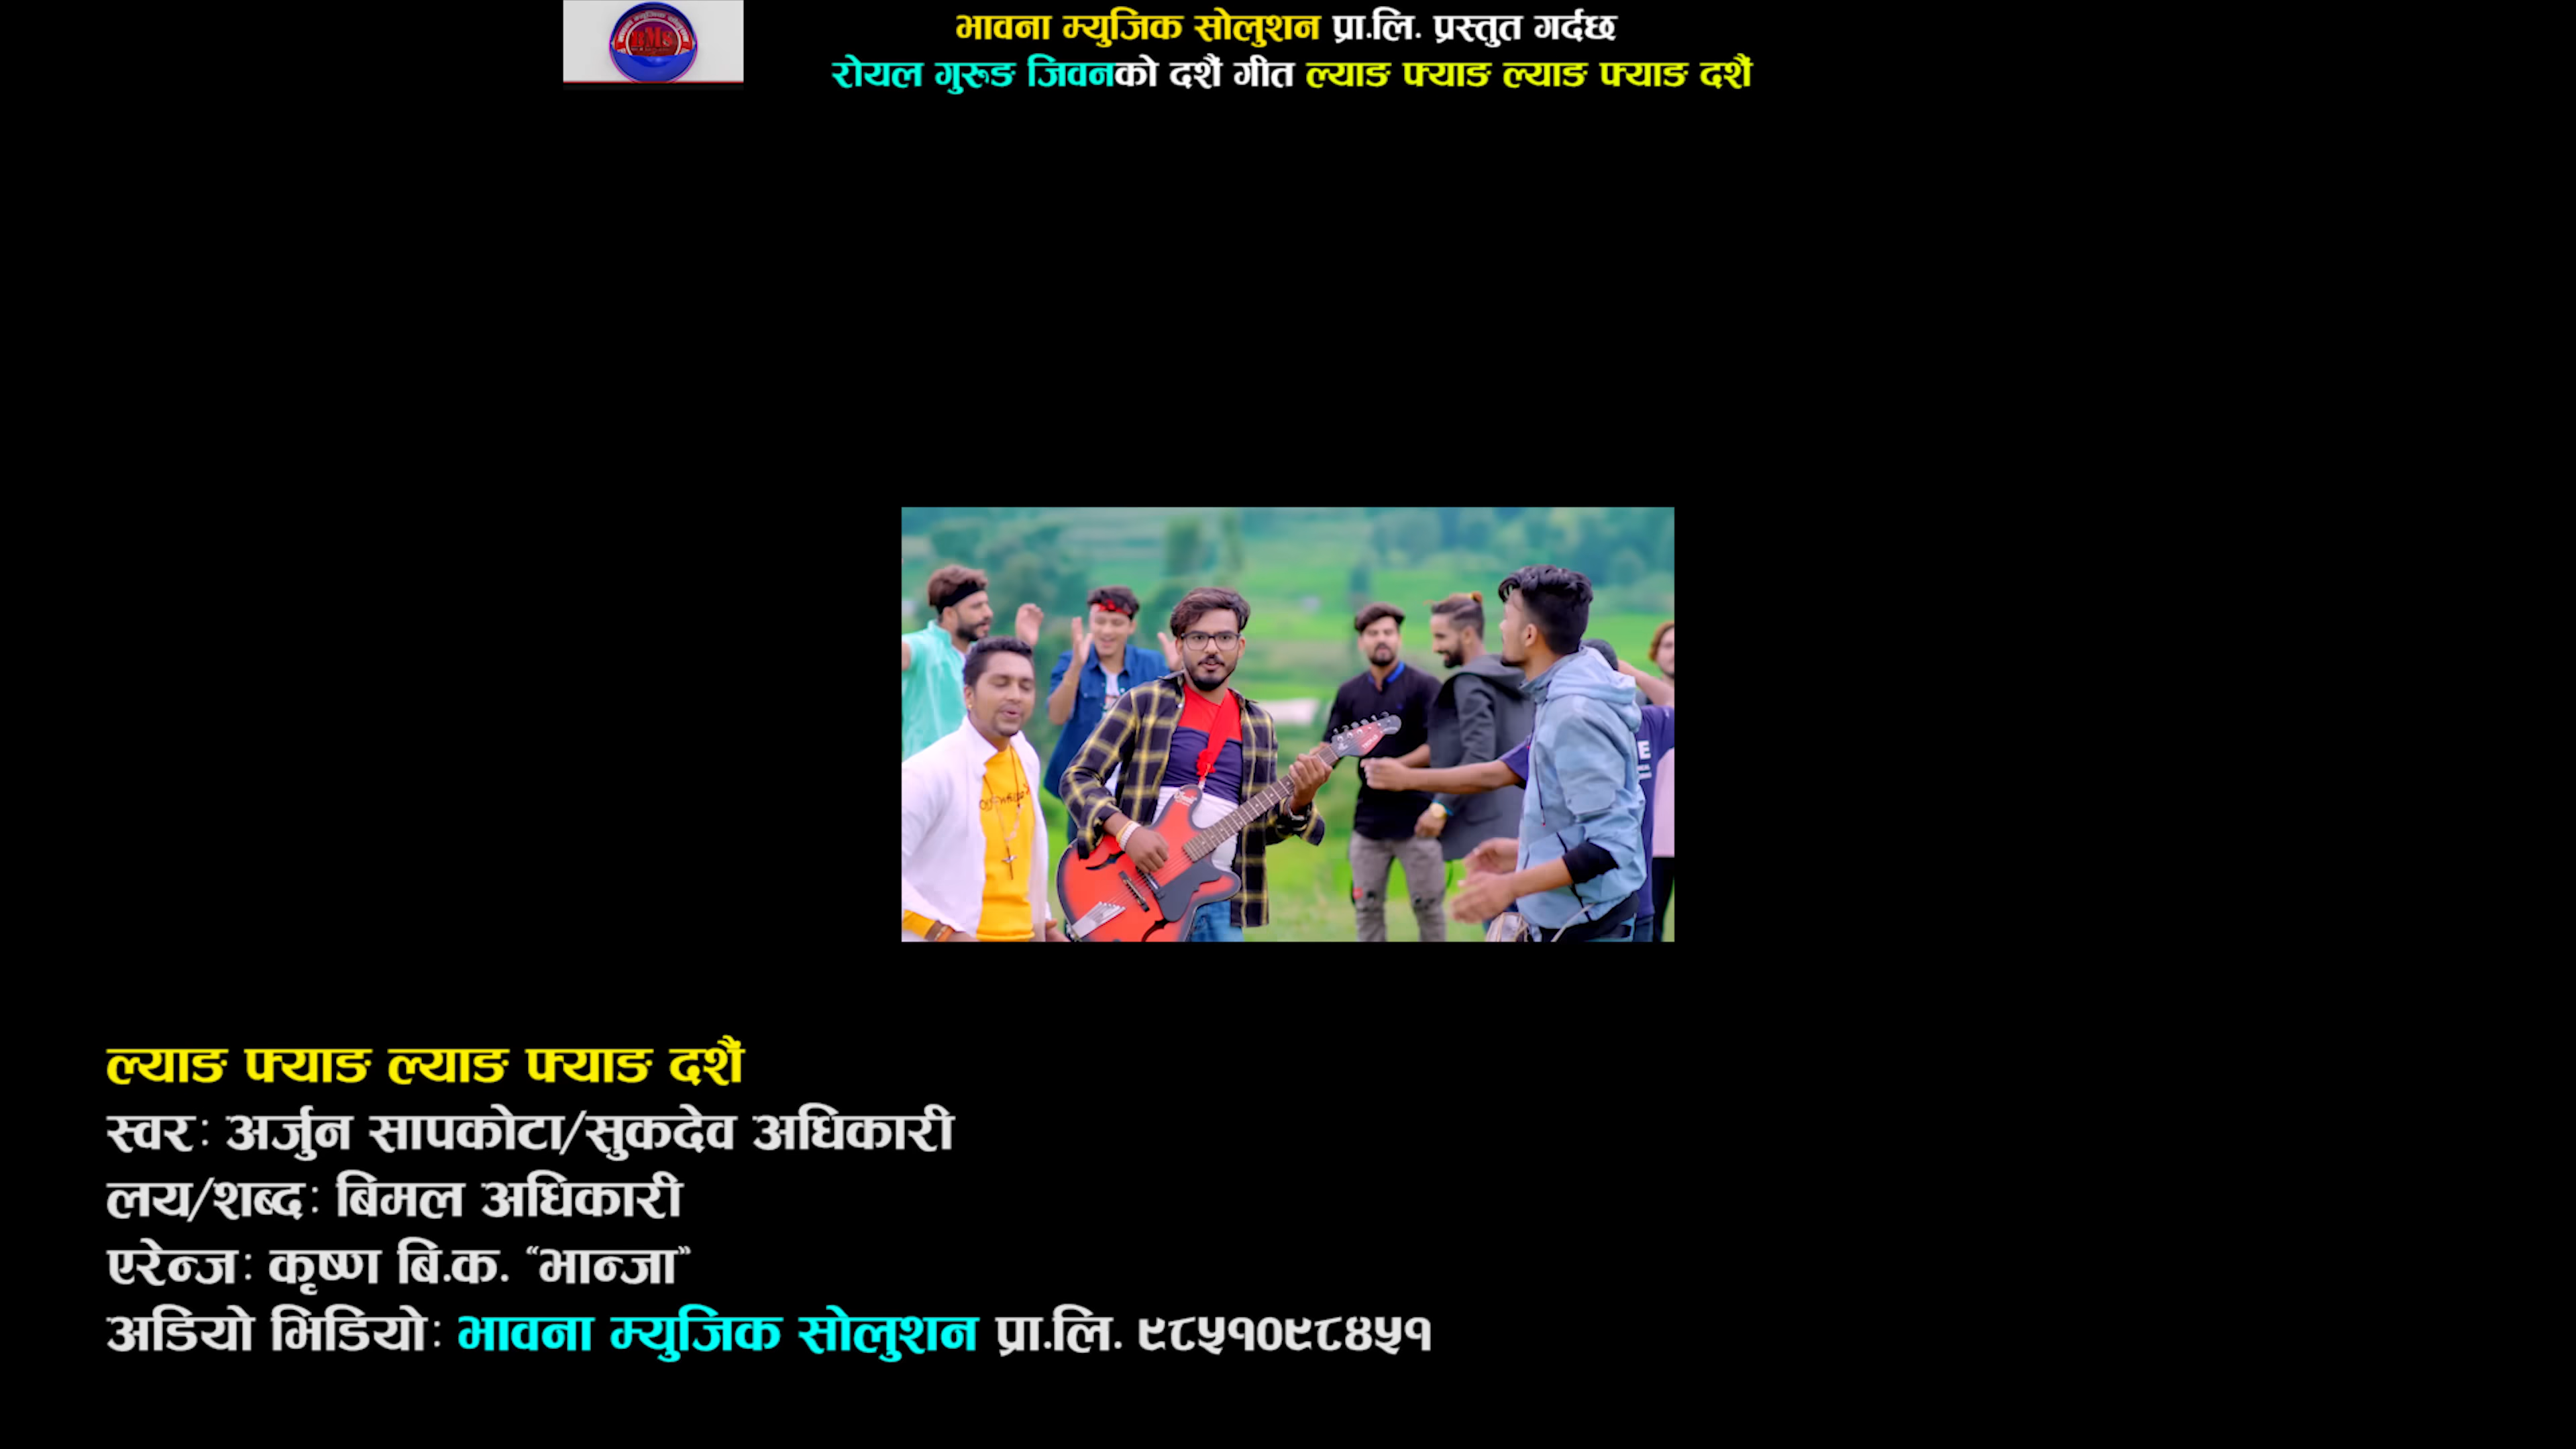 BMS
भावना म्युजिक सोलुशन प्रा.लि. प्रस्तुत गर्दछ
रोयल गुरुङ जिवनको दशैं गीत ल्याङ फ्याङ ल्याङ फ्याङ दशैं
ल्याङ फ्याङ ल्याङ फ्याङ दशैं
स्वर: अर्जुन सापकोटा/सुकदेव अधिकारी
लय/शब्द: बिमल अधिकारी
एरेन्ज: कृष्ण बि.क. “भान्जा”
अडियो भिडियो: भावना म्युजिक सोलुशन प्रा.लि. ९८५१०९८४५१